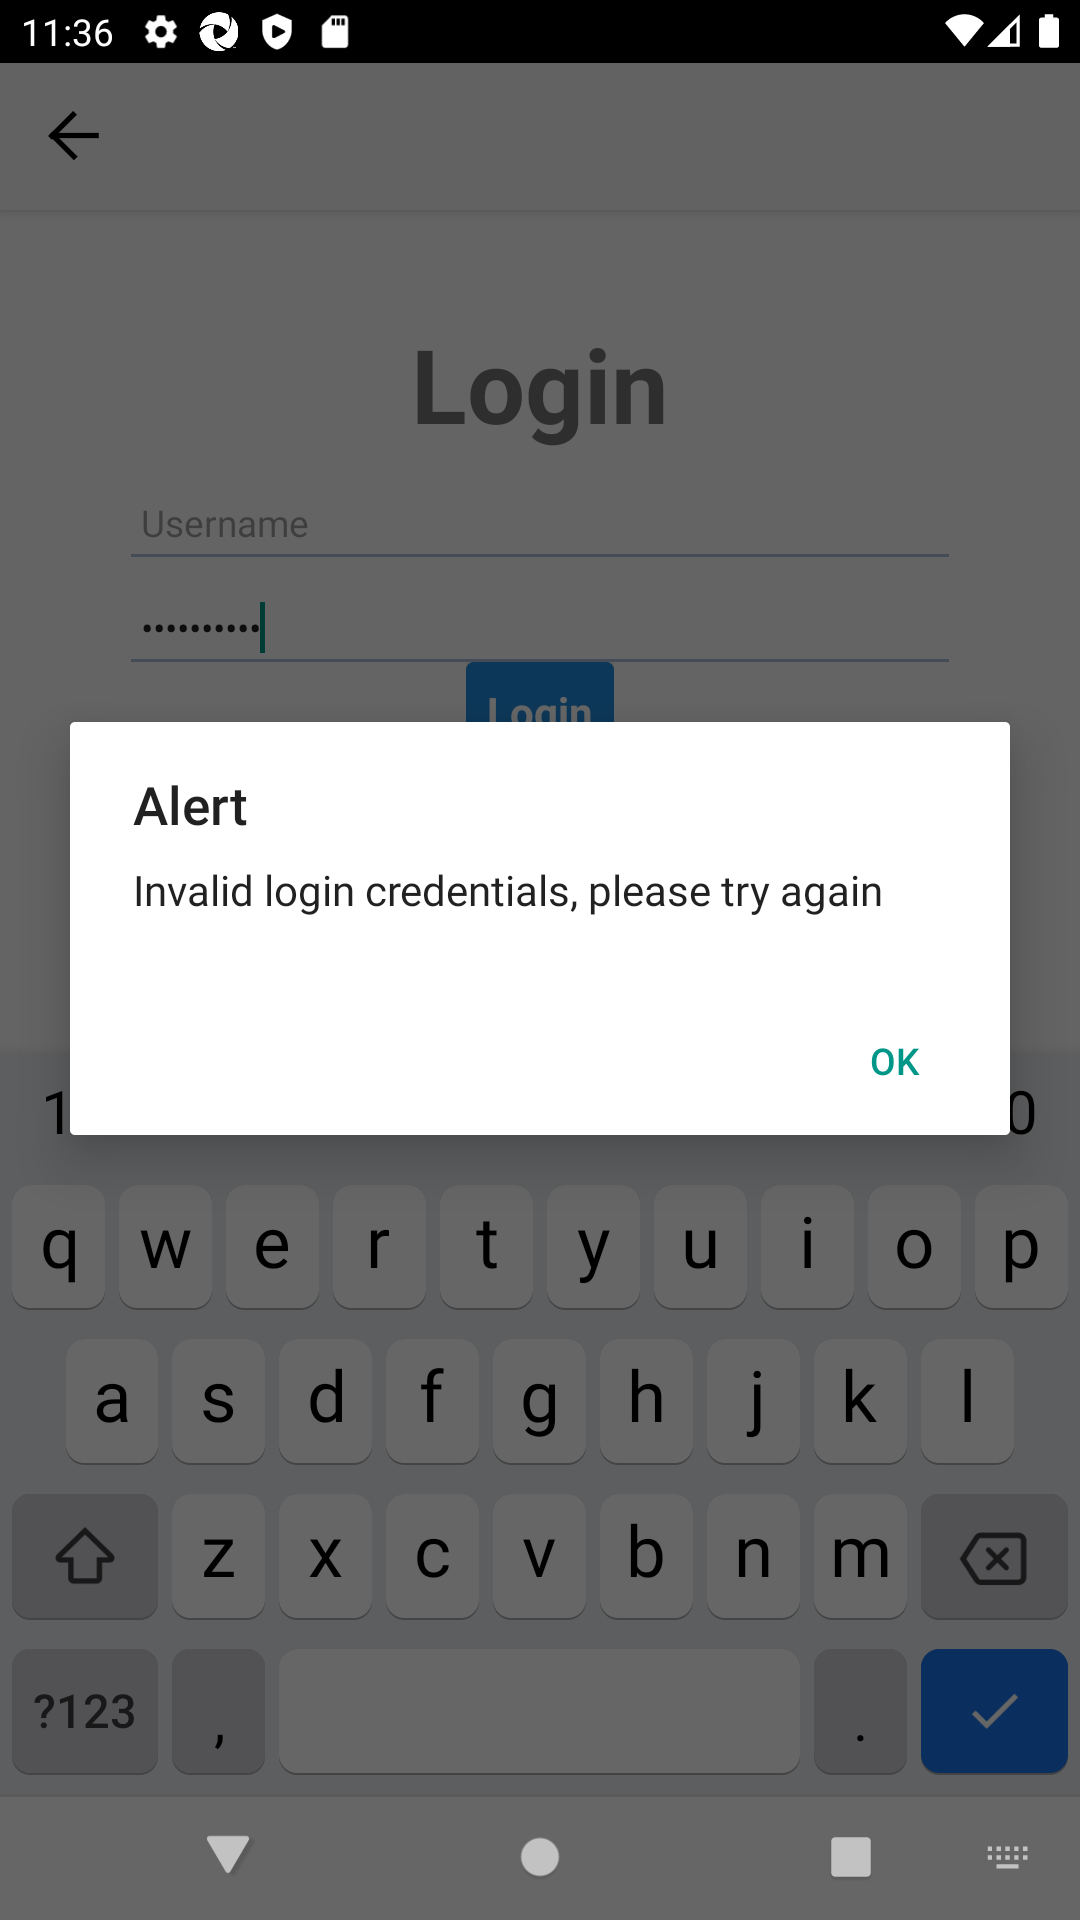 11:36
Login
Username
••••••••••
Login
Alert
Invalid login credentials, please try again
OK
1 0
q w e r t y u i o p
a s d f g h j k l
z x c v b n m
?123 , .